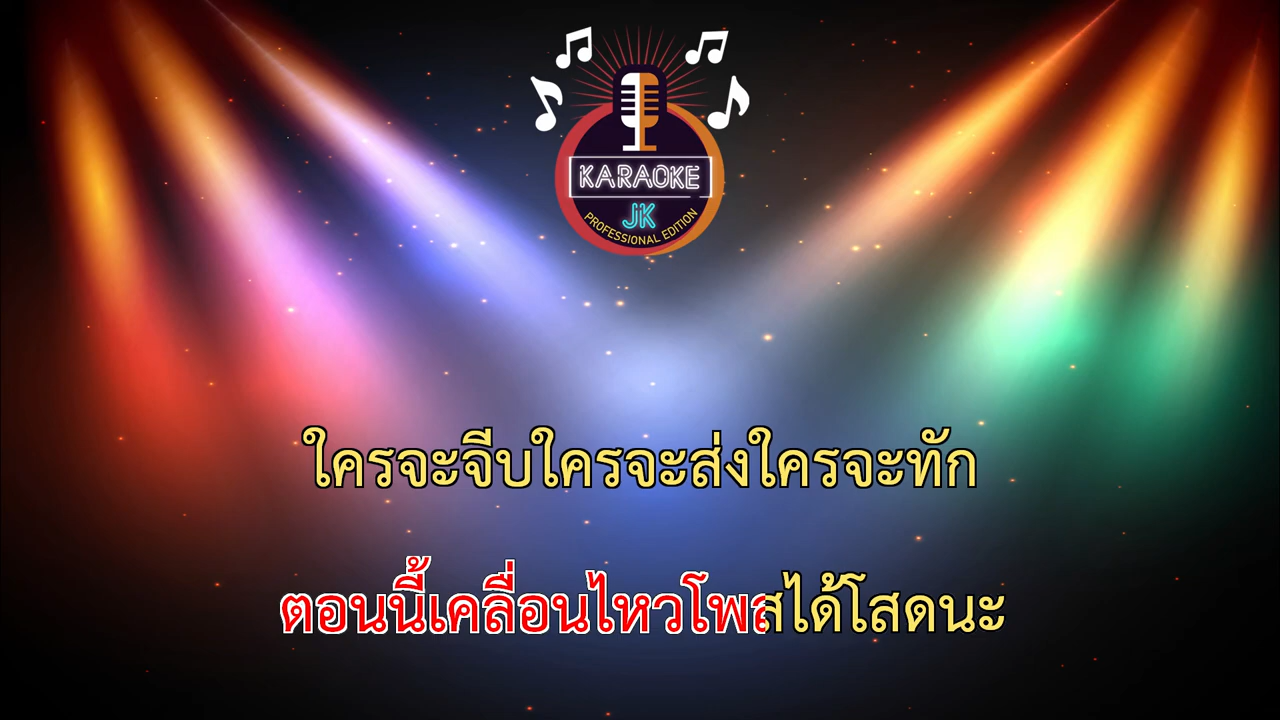 KARAOKE
JK
PROFESSIONAL EDITION
ใครจะจีบใครจะส่งใครจะทัก
ตอนนี้เคลื่อนไหวโพสได้โสดนะ